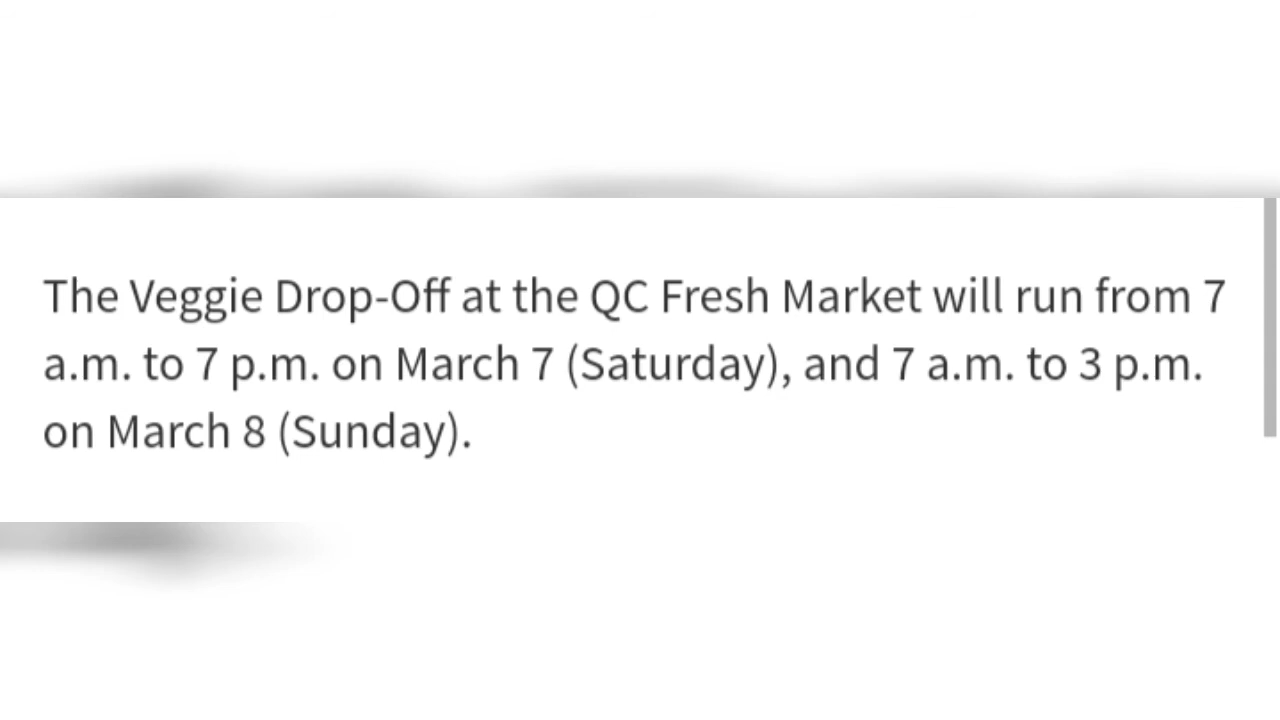 The Veggie Drop-Off at the QC Fresh Market will run from 7
a.m. to 7 p.m. on March 7 (Saturday), and 7 a.m. to 3 p.m.
on March 8 (Sunday).